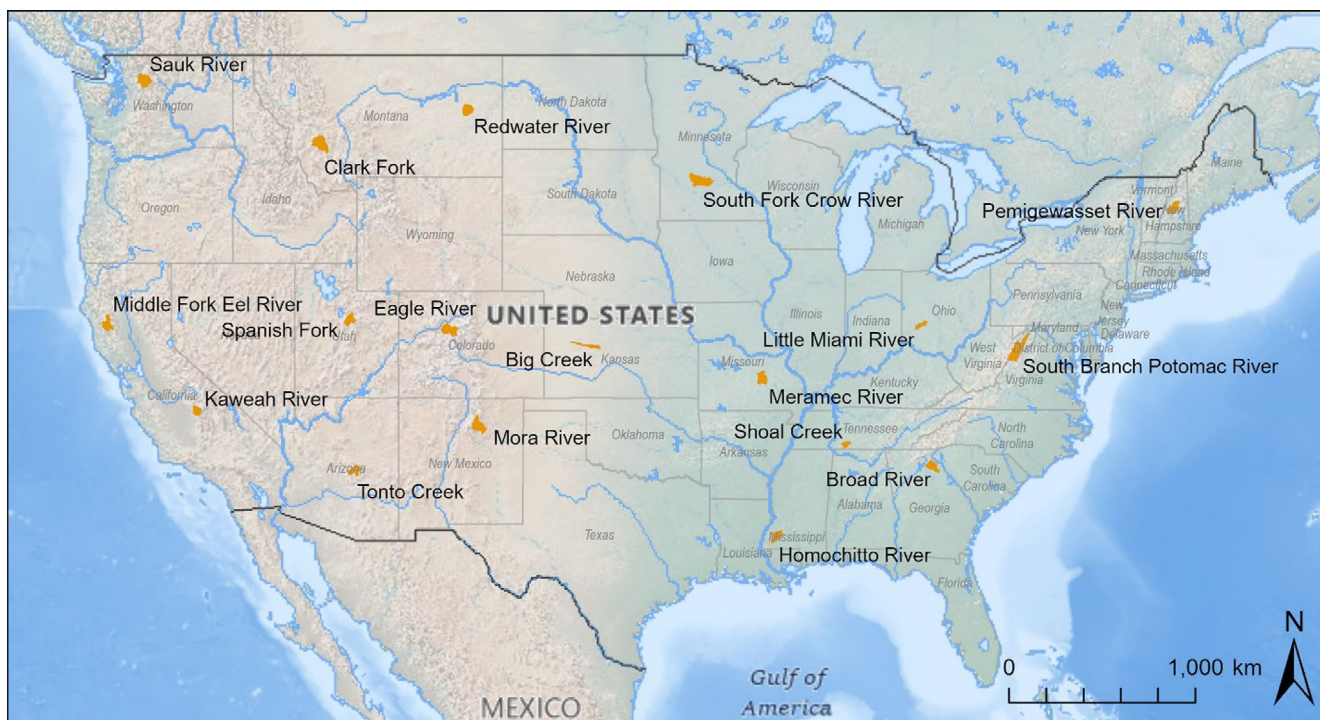 Sauk River
Washington
Montana
North Dakota
Redwater River
Minnesota
Maine
Clark Fork
Idaho
South Dakota
Wisconsin
South Fork Crow River
Vermont
Pemigewasset River
New
Hampshire
Oregon
Wyoming
Michigan
New York
Massachusetts
Rhode Island
Connecticut
Iowa
Nebraska
Pennsylvania
New
Jersey
Middle Fork Eel River
Eagle River
UNITED STATES
Illinois
Indiana
Ohio
Maryland
Delaware
Spanish Fork
Utah
Colorado
Little Miami River
District of Columbia
Big Creek
Kansas
Missouri
West
Virginia
South Branch Potomac River
Virginia
Kentucky
California
Kaweah River
Meramec River
Mora River
Oklahoma
Shoal Creek
Tennessee
North
Carolina
Arkansas
Arizona
New Mexico
Broad River
South
Carolina
Tonto Creek
Alabama
Georgia
Texas
Mississippi
Louisiana
Homochitto River
Florida
N
0
1,000 km
Gulf of
America
MEXICO